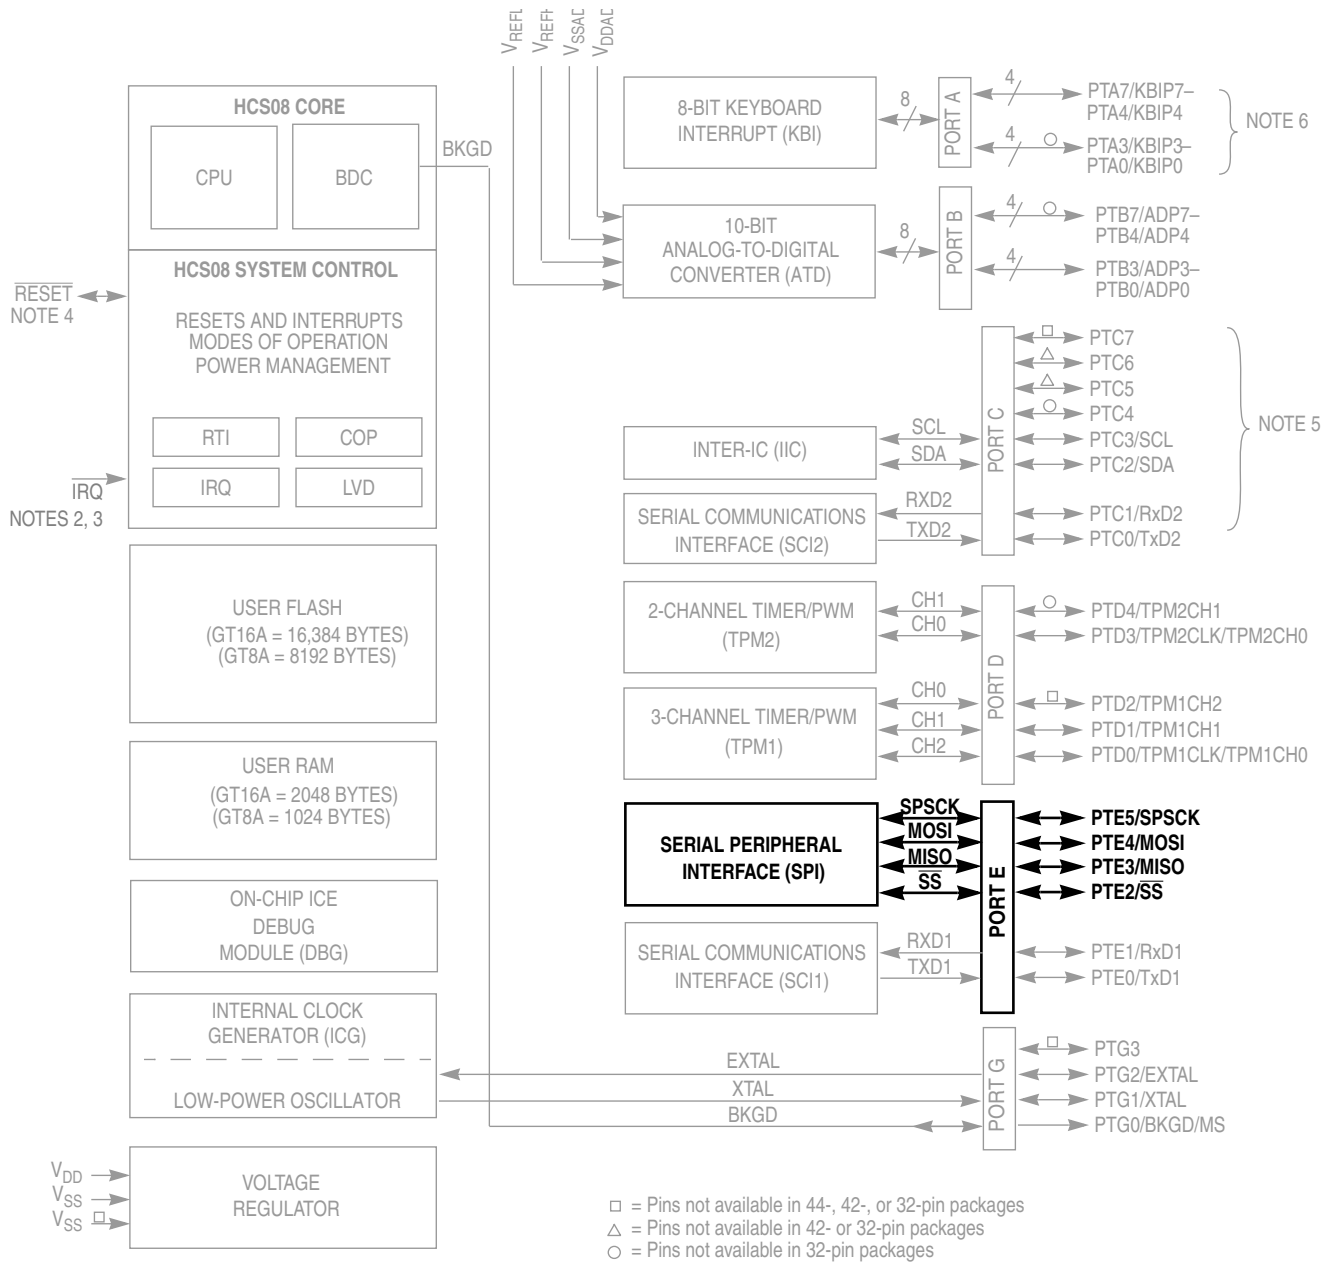 V_REFL
V_REFH
V_SSAD
V_DDAD
HCS08 CORE
CPU
BDC
BKGD
HCS08 SYSTEM CONTROL
RESET
NOTE 4
RESETS AND INTERRUPTS
MODES OF OPERATION
POWER MANAGEMENT
RTI
COP
IRQ
LVD
IRQ
NOTES 2, 3
USER FLASH
(GT16A = 16,384 BYTES)
(GT8A = 8192 BYTES)
USER RAM
(GT16A = 2048 BYTES)
(GT8A = 1024 BYTES)
ON-CHIP ICE
DEBUG
MODULE (DBG)
INTERNAL CLOCK
GENERATOR (ICG)
LOW-POWER OSCILLATOR
V_DD
V_SS
V_SS
VOLTAGE
REGULATOR
8-BIT KEYBOARD
INTERRUPT (KBI)
8
PORT A
4
PTA7/KBIP7–
PTA4/KBIP4
4
PTA3/KBIP3–
PTA0/KBIP0
NOTE 6
10-BIT
ANALOG-TO-DIGITAL
CONVERTER (ATD)
8
PORT B
4
PTB7/ADP7–
PTB4/ADP4
4
PTB3/ADP3–
PTB0/ADP0
INTER-IC (IIC)
SCL
SDA
SERIAL COMMUNICATIONS
INTERFACE (SCI2)
RXD2
TXD2
PORT C
PTC7
PTC6
PTC5
PTC4
PTC3/SCL
PTC2/SDA
PTC1/RxD2
PTC0/TxD2
NOTE 5
2-CHANNEL TIMER/PWM
(TPM2)
CH1
CH0
3-CHANNEL TIMER/PWM
(TPM1)
CH0
CH1
CH2
PORT D
PTD4/TPM2CH1
PTD3/TPM2CLK/TPM2CH0
PTD2/TPM1CH2
PTD1/TPM1CH1
PTD0/TPM1CLK/TPM1CH0
SERIAL PERIPHERAL
INTERFACE (SPI)
SPSCK
MOSI
MISO
SS
PORT E
PTE5/SPSCK
PTE4/MOSI
PTE3/MISO
PTE2/SS
SERIAL COMMUNICATIONS
INTERFACE (SCI1)
RXD1
TXD1
PTE1/RxD1
PTE0/TxD1
EXTAL
XTAL
BKGD
PORT G
PTG3
PTG2/EXTAL
PTG1/XTAL
PTG0/BKGD/MS
= Pins not available in 44-, 42-, or 32-pin packages
= Pins not available in 42- or 32-pin packages
= Pins not available in 32-pin packages